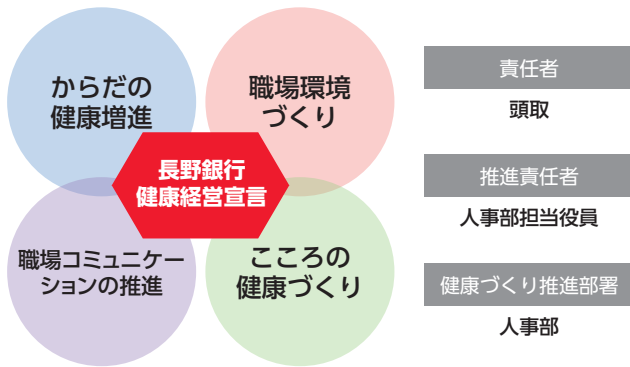 からだの
健康増進
職場環境
づくり
長野銀行
健康経営宣言
職場コミュニケー
ションの推進
こころの
健康づくり
責任者
頭取
推進責任者
人事部担当役員
健康づくり推進部署
人事部